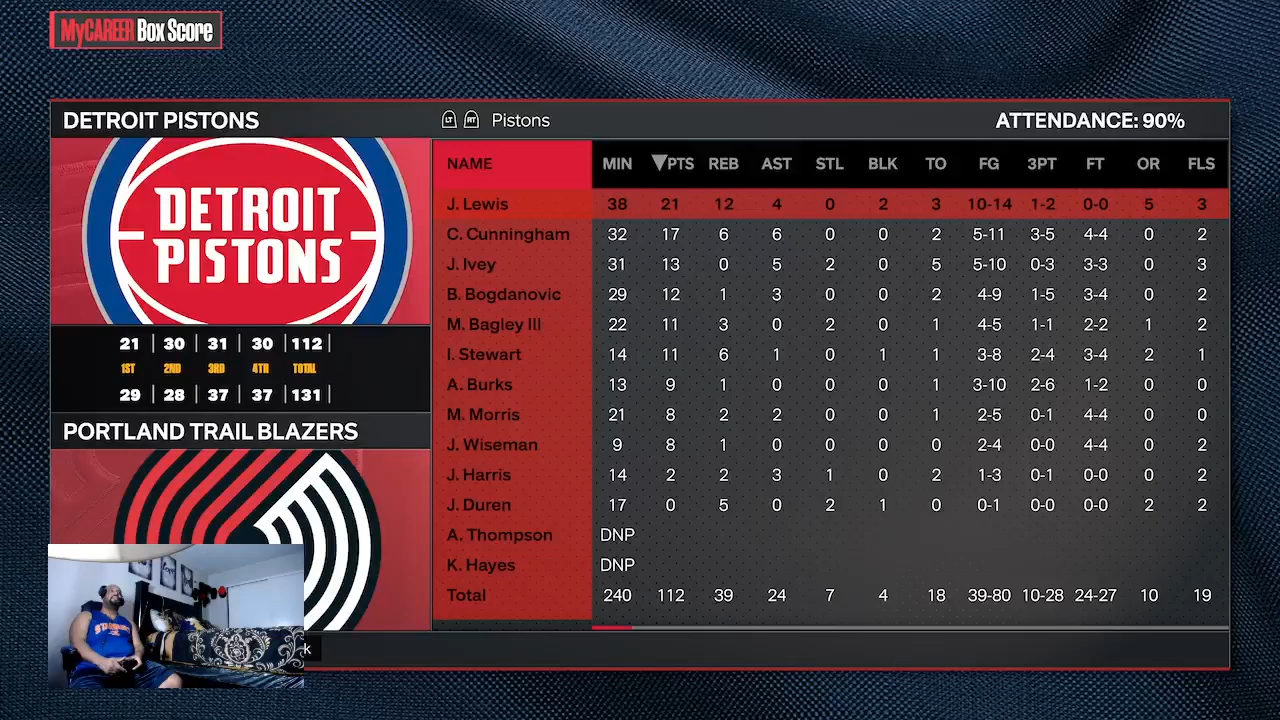 MyCAREER Box Score
DETROIT PISTONS
LT RT Pistons
ATTENDANCE: 90%
DETROIT
PISTONS
21 30 31 30 112
1ST 2ND 3RD 4TH TOTAL
29 28 37 37 131
PORTLAND TRAIL BLAZERS
NAME MIN PTS REB AST STL BLK TO FG 3PT FT OR FLS
J. Lewis 38 21 12 4 0 2 3 10-14 1-2 0-0 5 3
C. Cunningham 32 17 6 6 0 0 2 5-11 3-5 4-4 0 2
J. Ivey 31 13 0 5 2 0 5 5-10 0-3 3-3 0 3
B. Bogdanovic 29 12 1 3 0 0 2 4-9 1-5 3-4 0 2
M. Bagley III 22 11 3 0 2 0 1 4-5 1-1 2-2 1 2
I. Stewart 14 11 6 1 0 1 1 3-8 2-4 3-4 2 1
A. Burks 13 9 1 0 0 0 1 3-10 2-6 1-2 0 0
M. Morris 21 8 2 2 0 0 1 2-5 0-1 4-4 0 0
J. Wiseman 9 8 1 0 0 0 0 2-4 0-0 4-4 0 2
J. Harris 14 2 2 3 1 0 2 1-3 0-1 0-0 0 2
J. Duren 17 0 5 0 2 1 0 0-1 0-0 0-0 2 2
A. Thompson DNP
K. Hayes DNP
Total 240 112 39 24 7 4 18 39-80 10-28 24-27 10 19